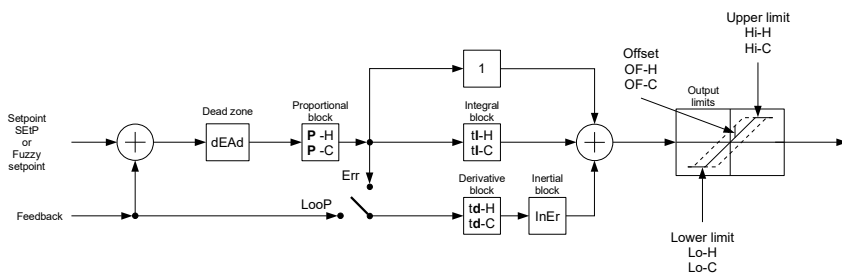 Upper limit
Hi-H
Hi-C
Offset
OF-H
OF-C
Output
limits
1
Setpoint
SEtP
or
Fuzzy
setpoint
Dead zone
dEAd
Proportional
block
P -H
P -C
Integral
block
tI-H
tI-C
Err
Derivative
block
td-H
td-C
Inertial
block
InEr
LooP
Feedback
Lower limit
Lo-H
Lo-C